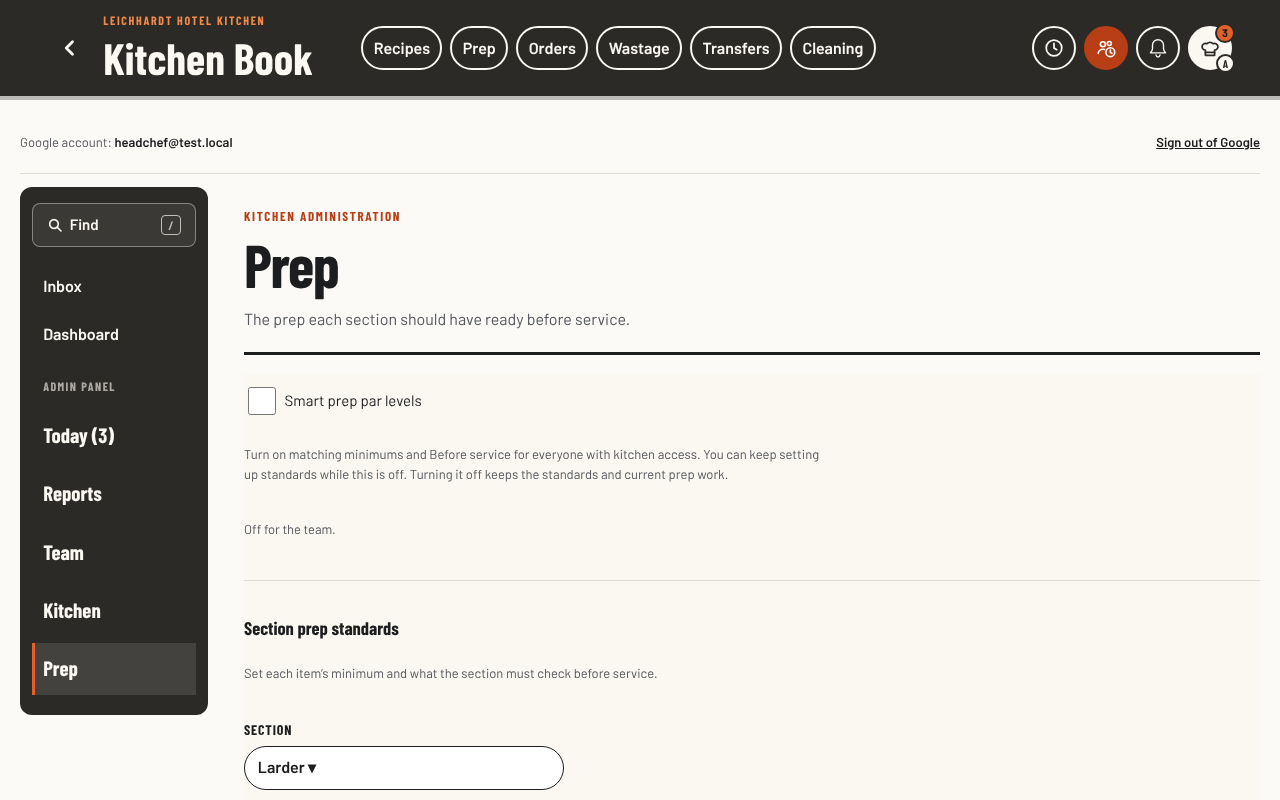 LEICHHARDT HOTEL KITCHEN
Kitchen Book
Recipes
Prep
Orders
Wastage
Transfers
Cleaning
3
A
Google account: headchef@test.local
Sign out of Google
Find
/
Inbox
Dashboard
ADMIN PANEL
Today (3)
Reports
Team
Kitchen
Prep
KITCHEN ADMINISTRATION
Prep
The prep each section should have ready before service.
Smart prep par levels
Turn on matching minimums and Before service for everyone with kitchen access. You can keep setting
up standards while this is off. Turning it off keeps the standards and current prep work.
Off for the team.
Section prep standards
Set each item's minimum and what the section must check before service.
SECTION
Larder ▾